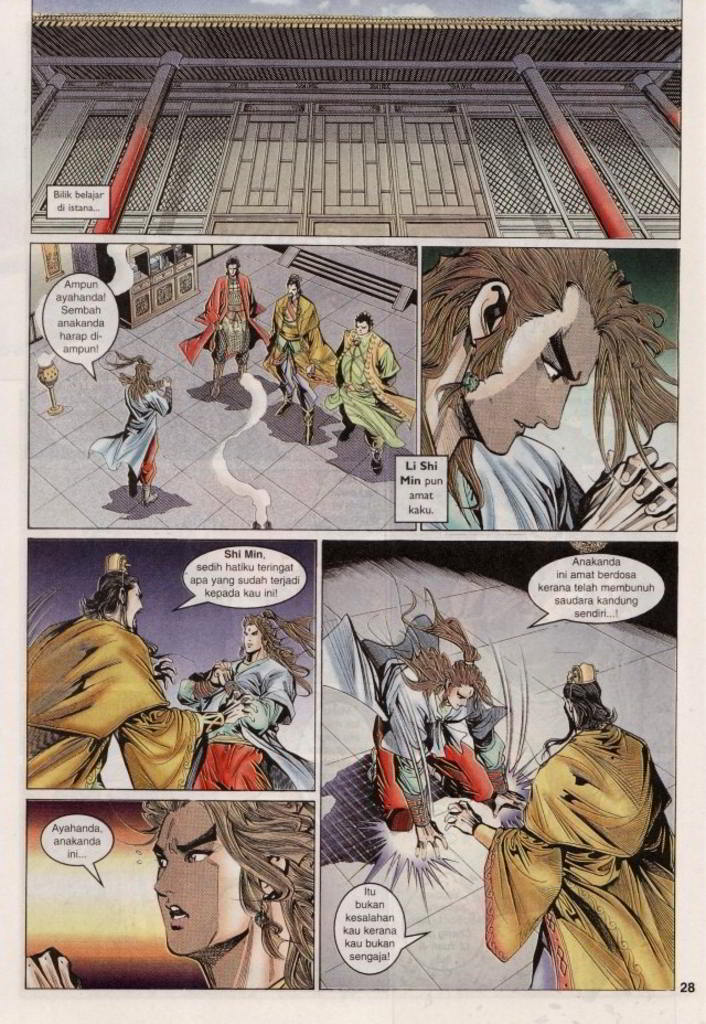 Bilik belajar
di istana...
Ampun
ayahanda!
Sembah
anakanda
harap di-
ampun!
Li Shi
Min pun
amat
kaku.
Shi Min,
sedih hatiku teringat
apa yang sudah terjadi
kepada kau ini!
Anakanda
ini amat berdosa
kerana telah membunuh
saudara kandung
sendiri...!
Ayahanda,
anakanda
ini...
Itu
bukan
kesalahan
kau kerana
kau bukan
sengaja!
28